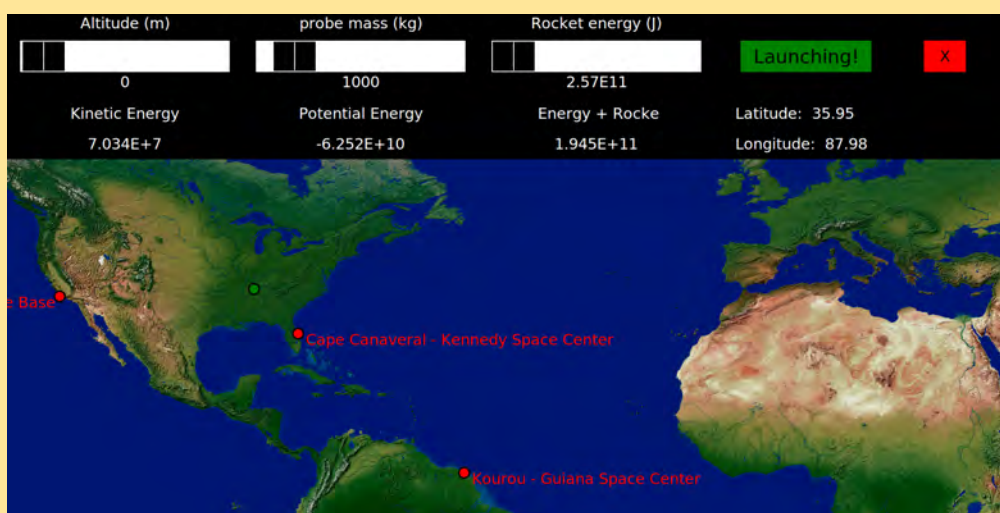 Altitude (m) probe mass (kg) Rocket energy (J)
Launching! X
0 1000 2.57E11
Kinetic Energy Potential Energy Energy + Rocke Latitude: 35.95
7.034E+7 -6.252E+10 1.945E+11 Longitude: 87.98
e Base
Cape Canaveral - Kennedy Space Center
Kourou - Guiana Space Center